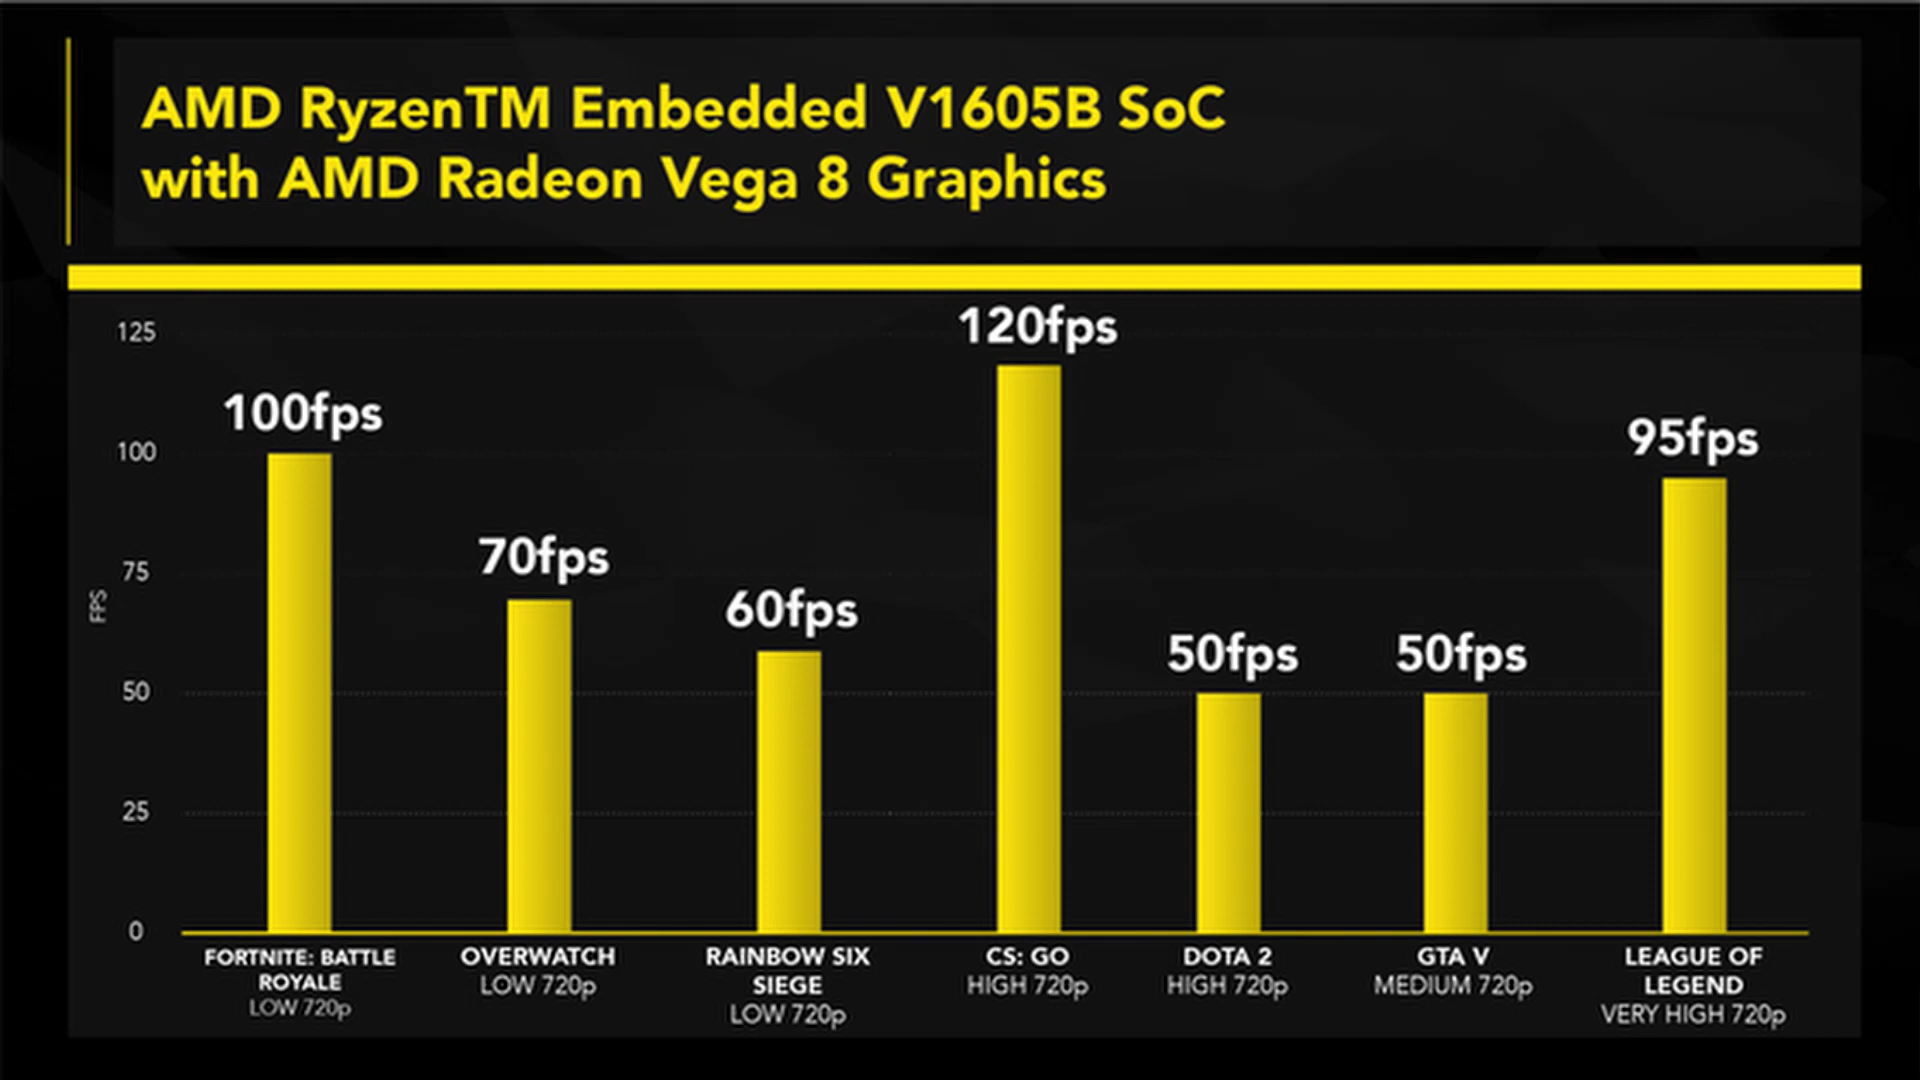 AMD RyzenTM Embedded V1605B SoC
with AMD Radeon Vega 8 Graphics
125
100
75
50
25
0
FPS
100fps
70fps
60fps
120fps
50fps
50fps
95fps
FORTNITE: BATTLE
ROYALE
LOW 720p
OVERWATCH
LOW 720p
RAINBOW SIX
SIEGE
LOW 720p
CS: GO
HIGH 720p
DOTA 2
HIGH 720p
GTA V
MEDIUM 720p
LEAGUE OF
LEGEND
VERY HIGH 720p